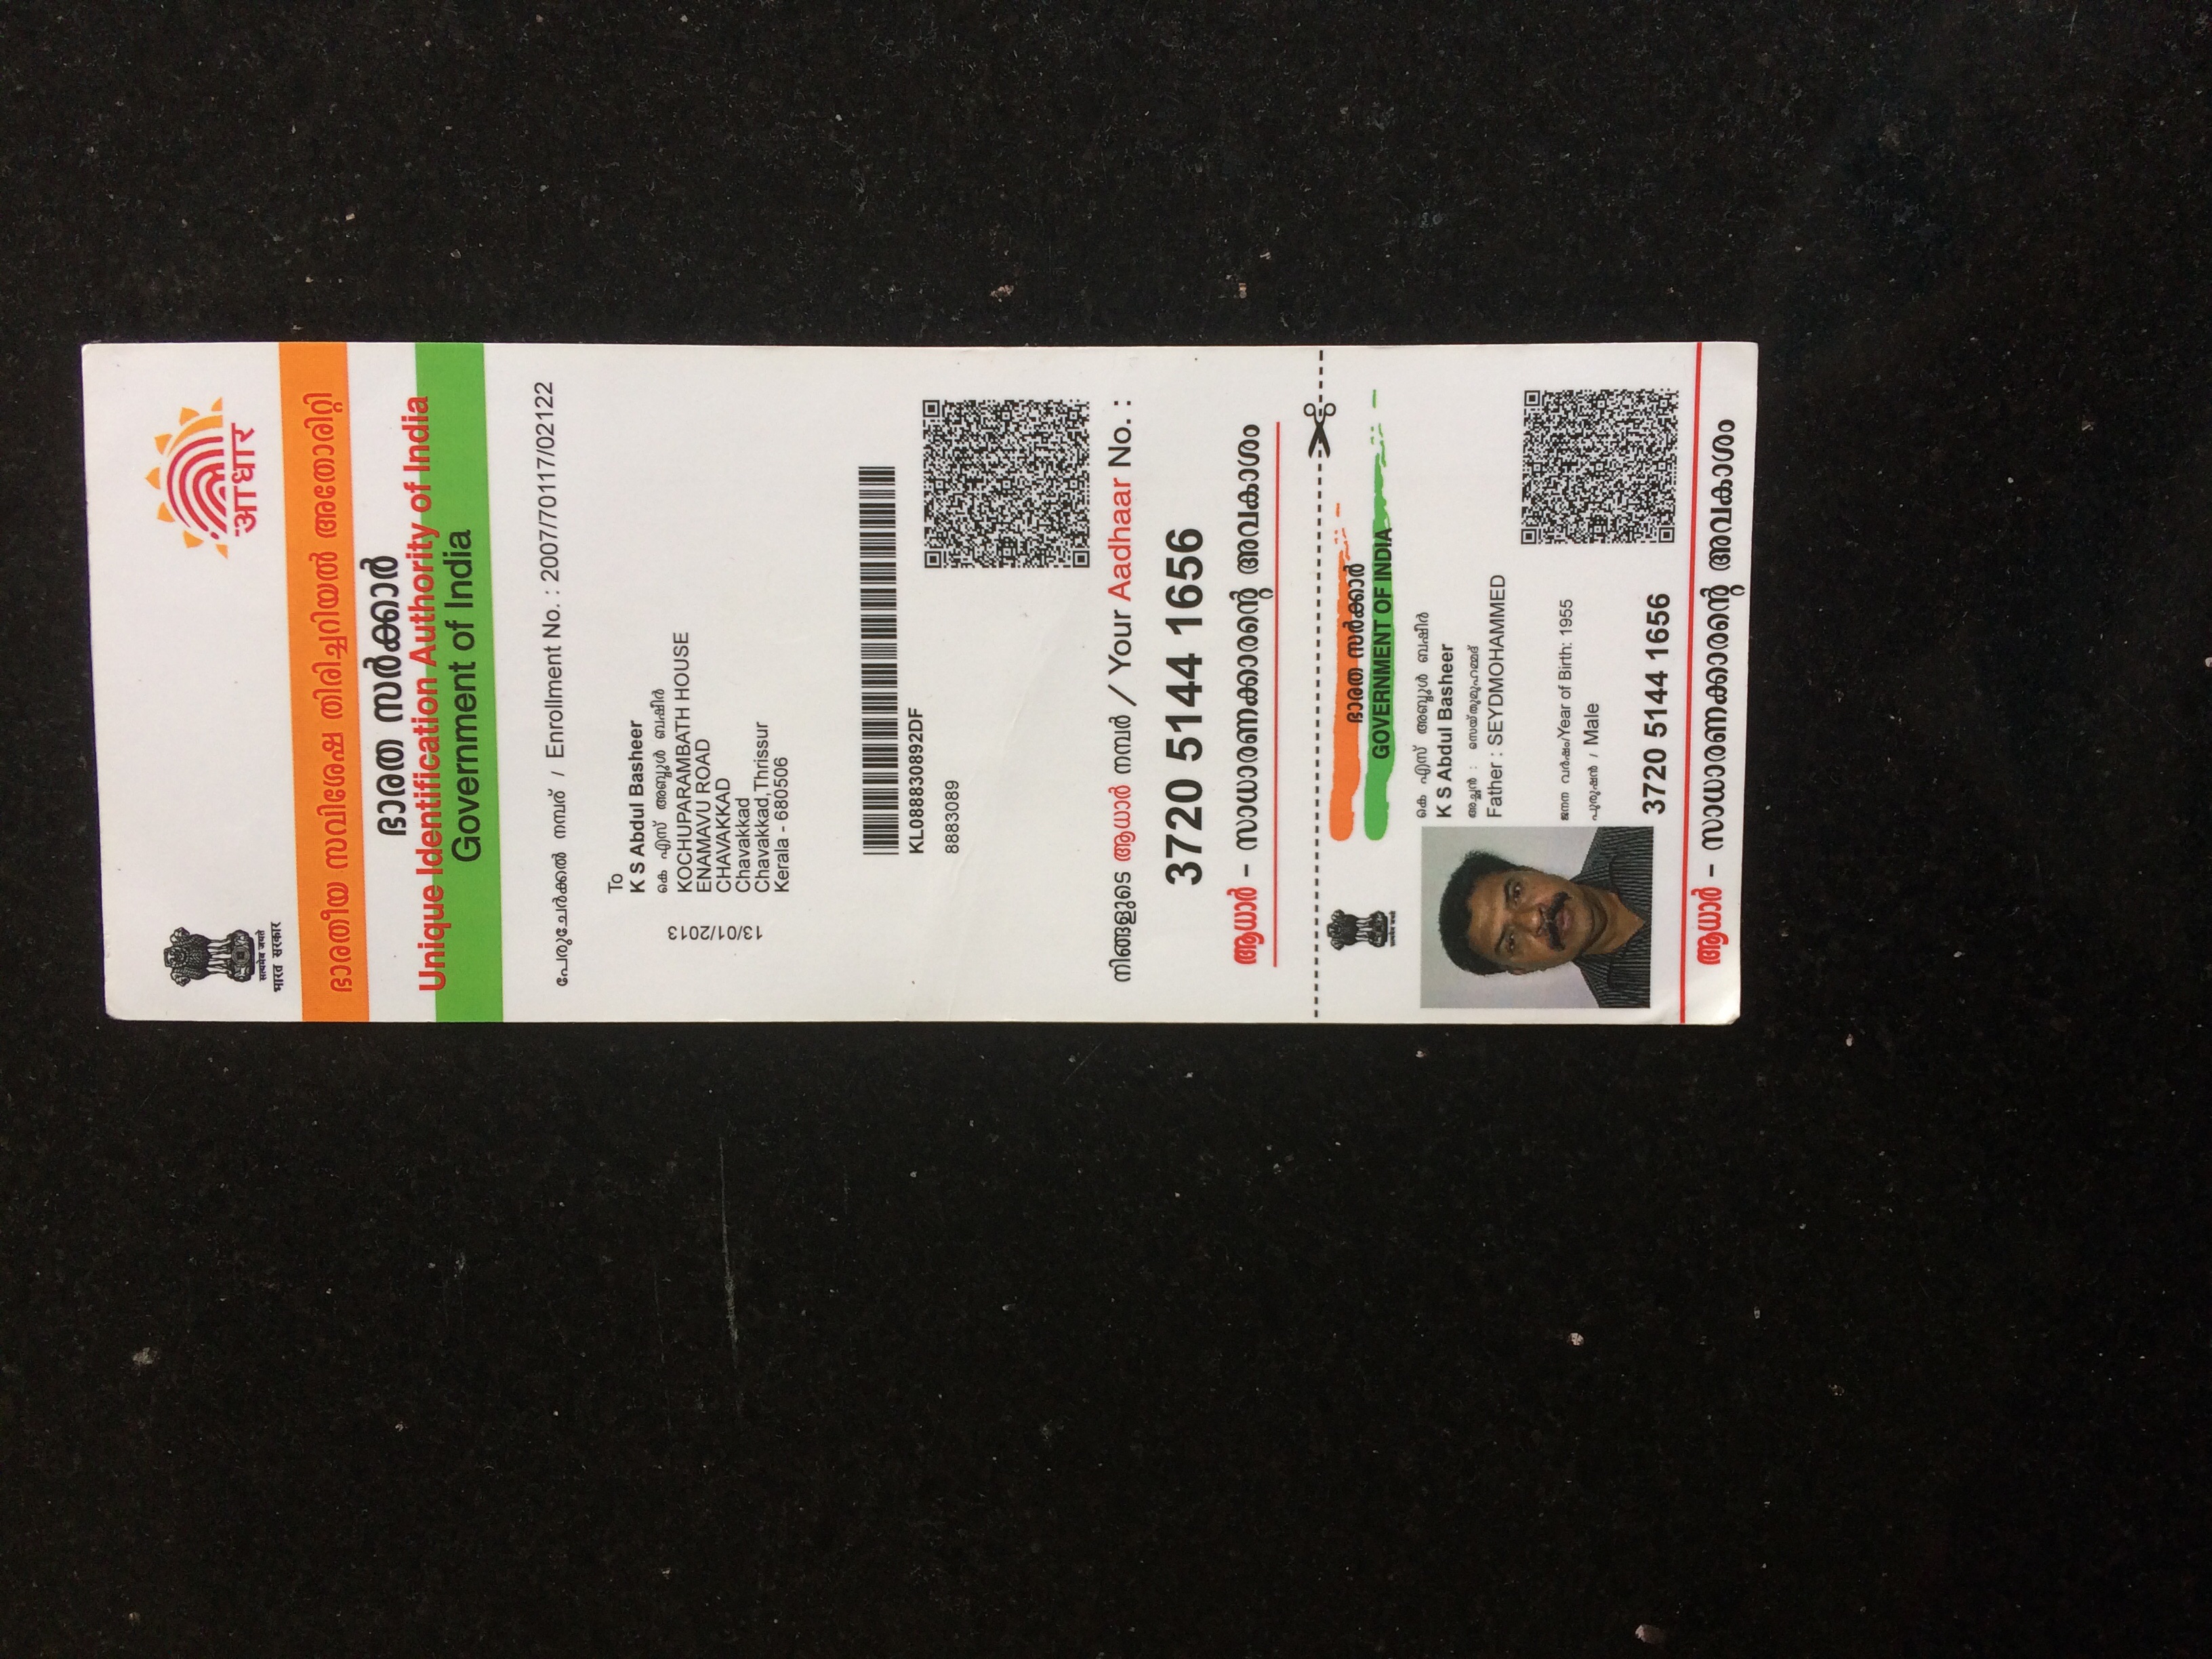 सत्यमेव जयते
भारत सरकार
आधार
ഭാരതീയ സവിശേഷ തിരിച്ചറിയൽ അതോരിറ്റി
ഭാരത സർക്കാർ
Unique Identification Authority of India
Government of India
പേരുചേർക്കൽ നമ്പര് / Enrollment No. : 2007/70117/02122
13/01/2013
To
K S Abdul Basheer
കെ എസ് അബ്ദുൾ ബഷീർ
KOCHUPARAMBATH HOUSE
ENAMAVU ROAD
CHAVAKKAD
Chavakkad
Chavakkad,Thrissur
Kerala - 680506
KL088830892DF
8883089
നിങ്ങളുടെ ആധാർ നമ്പർ / Your Aadhaar No. :
3720 5144 1656
ആധാർ - സാധാരണക്കാരന്റെ അവകാശം
सत्यमेव जयते
ഭാരത സർക്കാർ
GOVERNMENT OF INDIA
കെ എസ് അബ്ദുൾ ബഷീർ
K S Abdul Basheer
അച്ഛൻ : സെയ്തുമുഹമ്മദ്
Father : SEYDMOHAMMED
ജനന വർഷം/Year of Birth: 1955
പുരുഷൻ / Male
3720 5144 1656
ആധാർ - സാധാരണക്കാരന്റെ അവകാശം